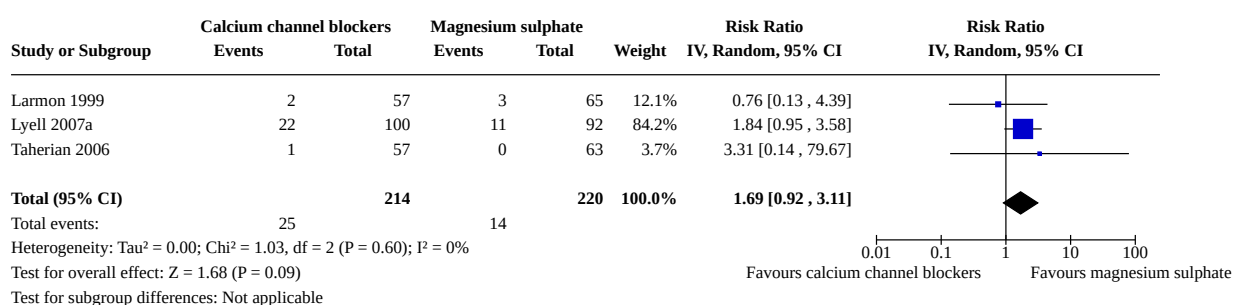 Calcium channel blockers Magnesium sulphate Risk Ratio Risk Ratio
Study or Subgroup Events Total Events Total Weight IV, Random, 95% CI IV, Random, 95% CI
Larmon 1999 2 57 3 65 12.1% 0.76 [0.13 , 4.39]
Lyell 2007a 22 100 11 92 84.2% 1.84 [0.95 , 3.58]
Taherian 2006 1 57 0 63 3.7% 3.31 [0.14 , 79.67]
Total (95% CI) 214 220 100.0% 1.69 [0.92 , 3.11]
Total events: 25 14
Heterogeneity: Tau² = 0.00; Chi² = 1.03, df = 2 (P = 0.60); I² = 0%
0.01 0.1 1 10 100
Test for overall effect: Z = 1.68 (P = 0.09)
Favours calcium channel blockers Favours magnesium sulphate
Test for subgroup differences: Not applicable